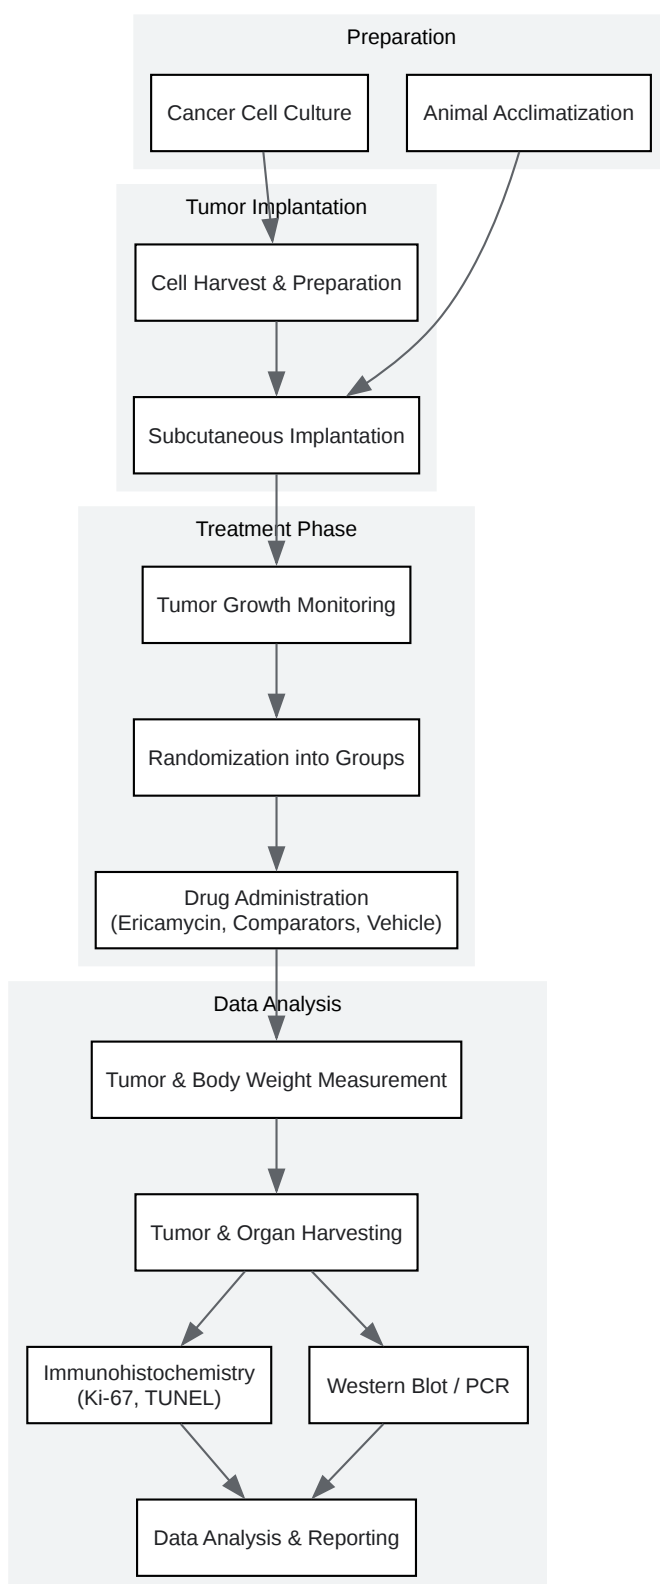 Preparation
Cancer Cell Culture
Animal Acclimatization
Tumor Implantation
Cell Harvest & Preparation
Subcutaneous Implantation
Treatment Phase
Tumor Growth Monitoring
Randomization into Groups
Drug Administration
(Ericamycin, Comparators, Vehicle)
Data Analysis
Tumor & Body Weight Measurement
Tumor & Organ Harvesting
Immunohistochemistry
(Ki-67, TUNEL)
Western Blot / PCR
Data Analysis & Reporting